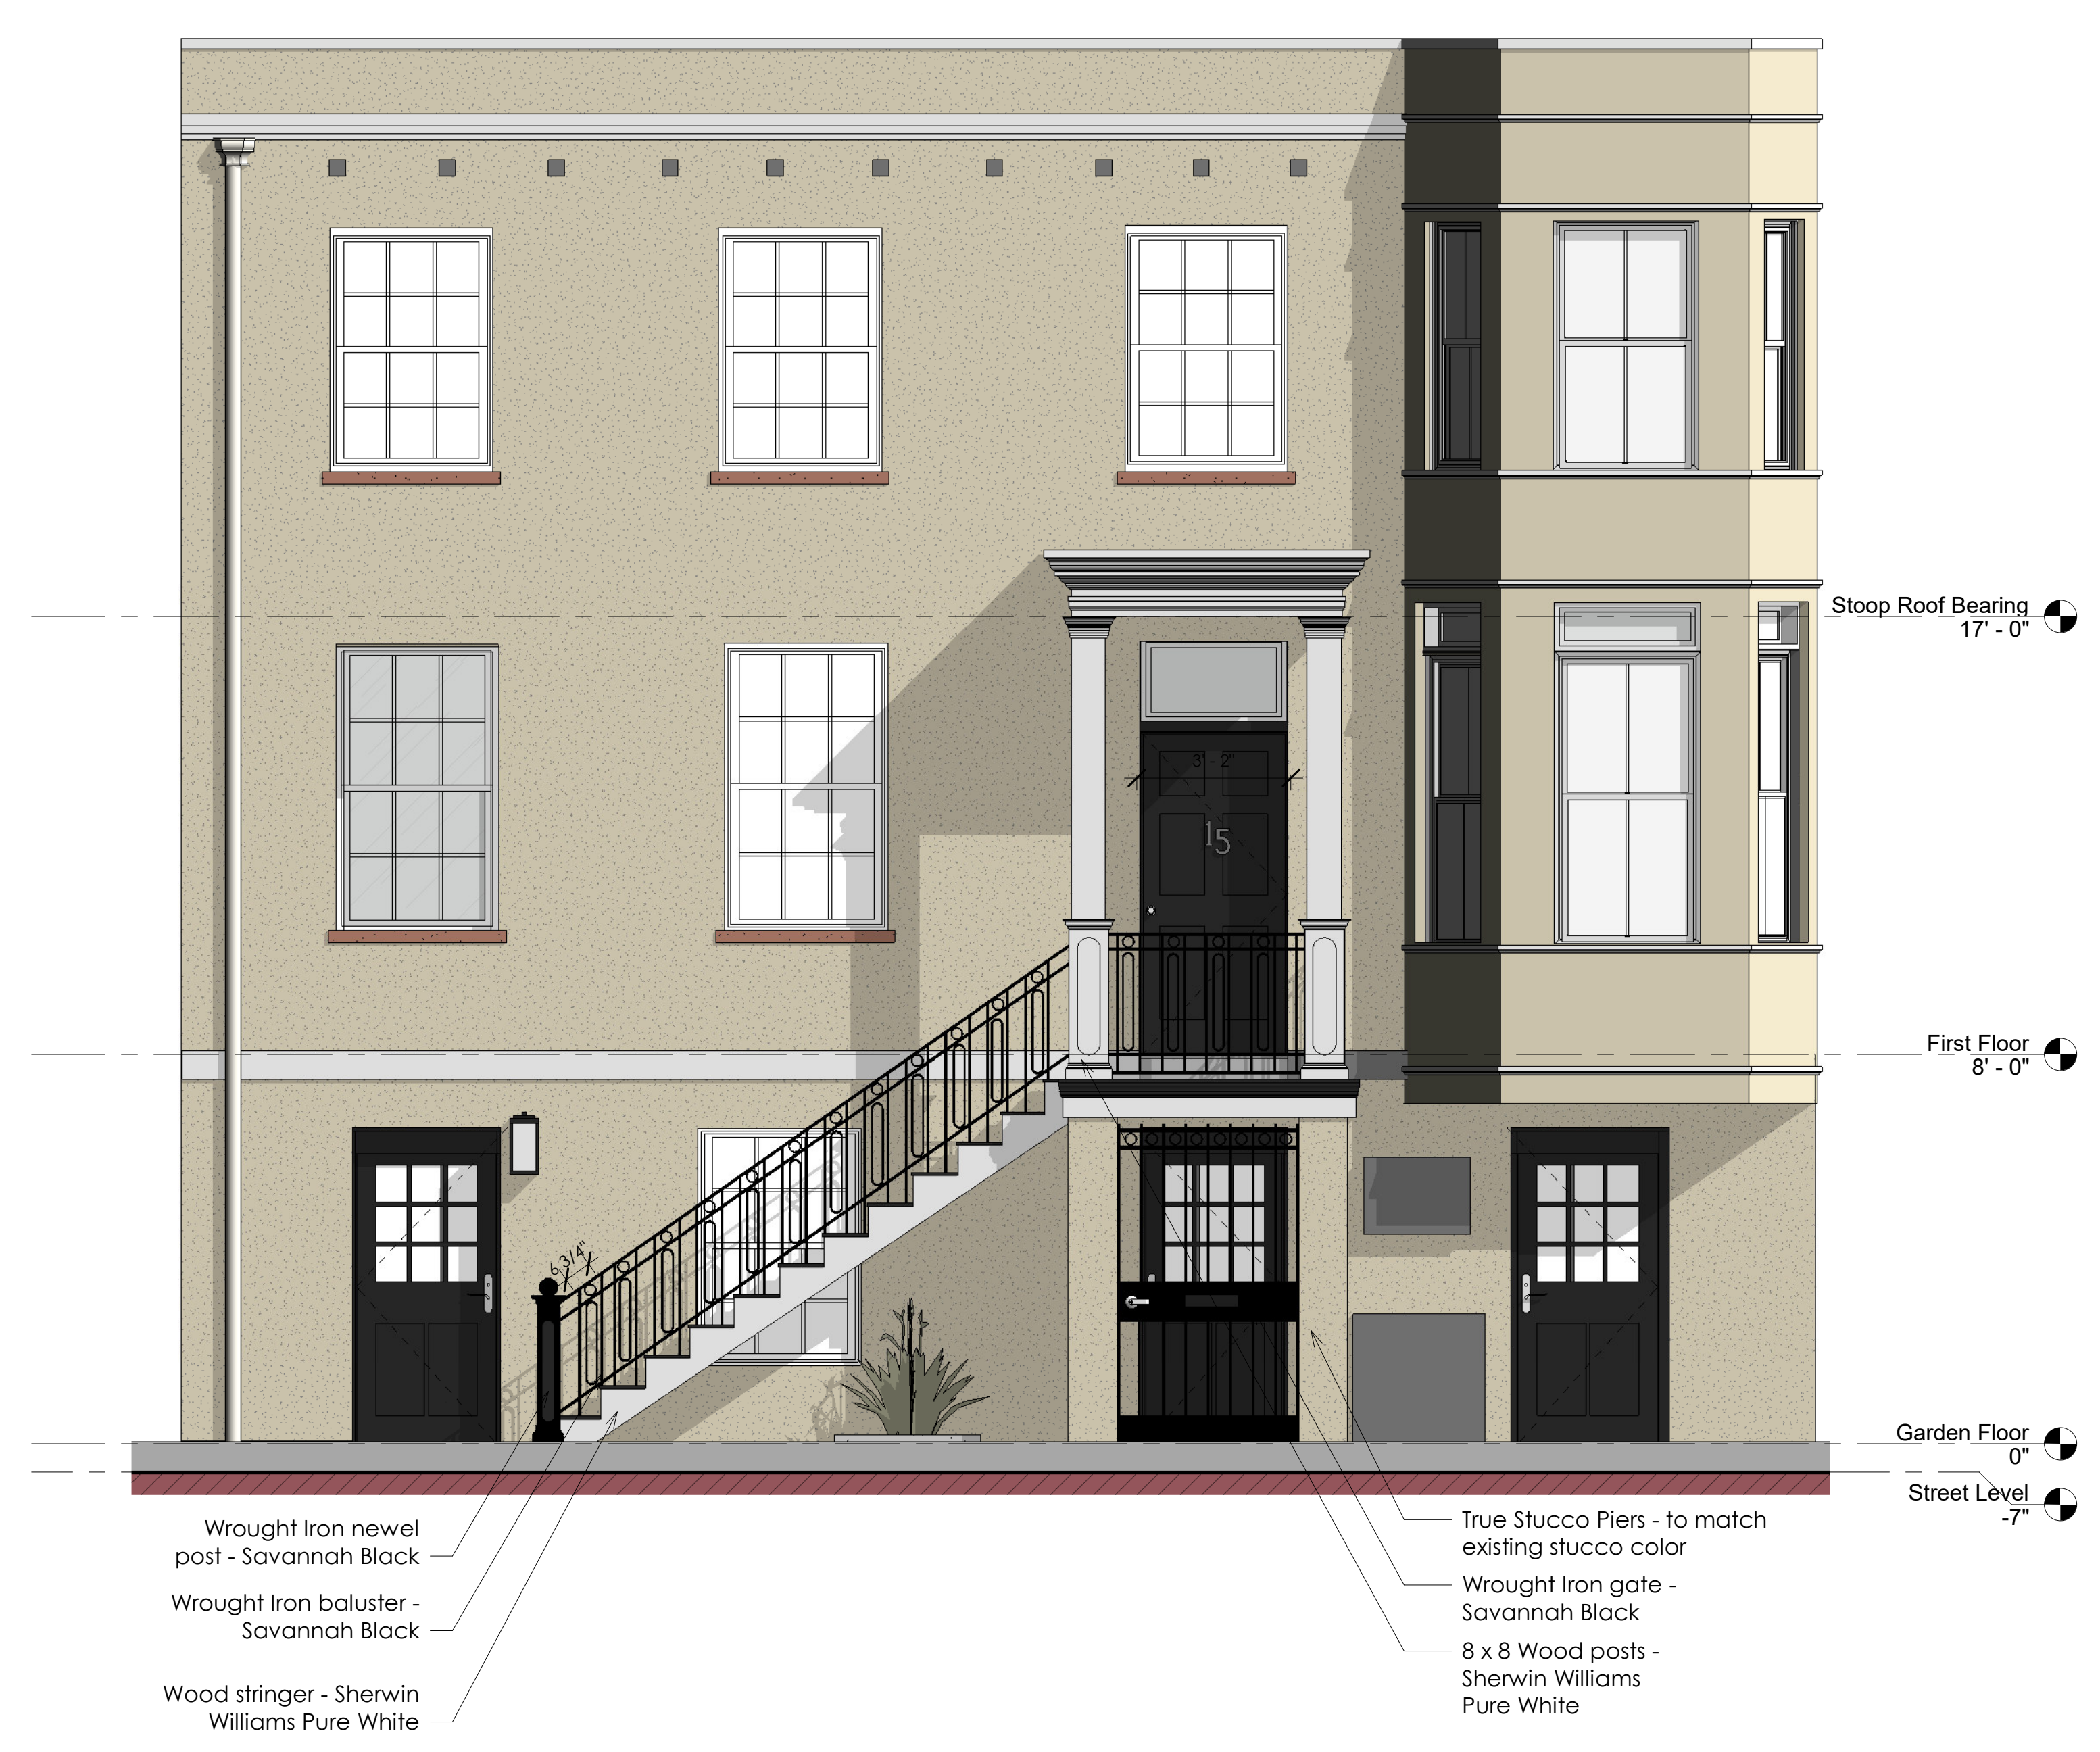 Stoop Roof Bearing
17' - 0"
3' - 2"
15
First Floor
8' - 0"
6 3/4"
Garden Floor
0"
Street Level
-7"
Wrought Iron newel
post - Savannah Black
Wrought Iron baluster -
Savannah Black
Wood stringer - Sherwin
Williams Pure White
True Stucco Piers - to match
existing stucco color
Wrought Iron gate -
Savannah Black
8 x 8 Wood posts -
Sherwin Williams
Pure White